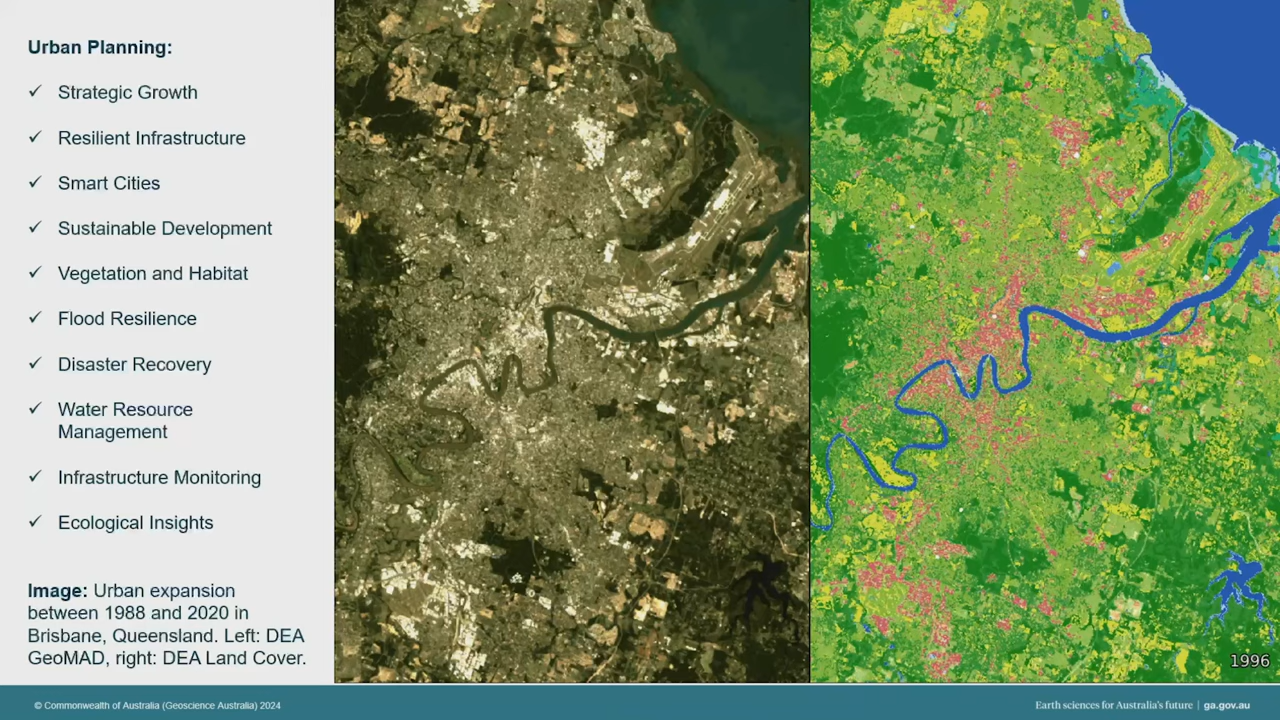 Urban Planning:
✓ Strategic Growth
✓ Resilient Infrastructure
✓ Smart Cities
✓ Sustainable Development
✓ Vegetation and Habitat
✓ Flood Resilience
✓ Disaster Recovery
✓ Water Resource
Management
✓ Infrastructure Monitoring
✓ Ecological Insights
Image: Urban expansion
between 1988 and 2020 in
Brisbane, Queensland. Left: DEA
GeoMAD, right: DEA Land Cover.
1996
© Commonwealth of Australia (Geoscience Australia) 2024
Earth sciences for Australia's future | ga.gov.au